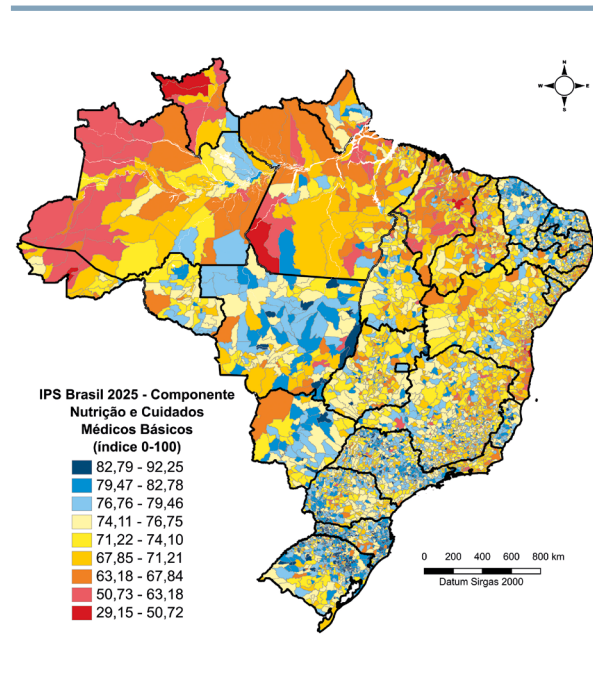 N
W E
S
IPS Brasil 2025 - Componente
Nutrição e Cuidados
Médicos Básicos
(índice 0-100)
82,79 - 92,25
79,47 - 82,78
76,76 - 79,46
74,11 - 76,75
71,22 - 74,10
67,85 - 71,21
63,18 - 67,84
50,73 - 63,18
29,15 - 50,72
0 200 400 600 800 km
Datum Sirgas 2000